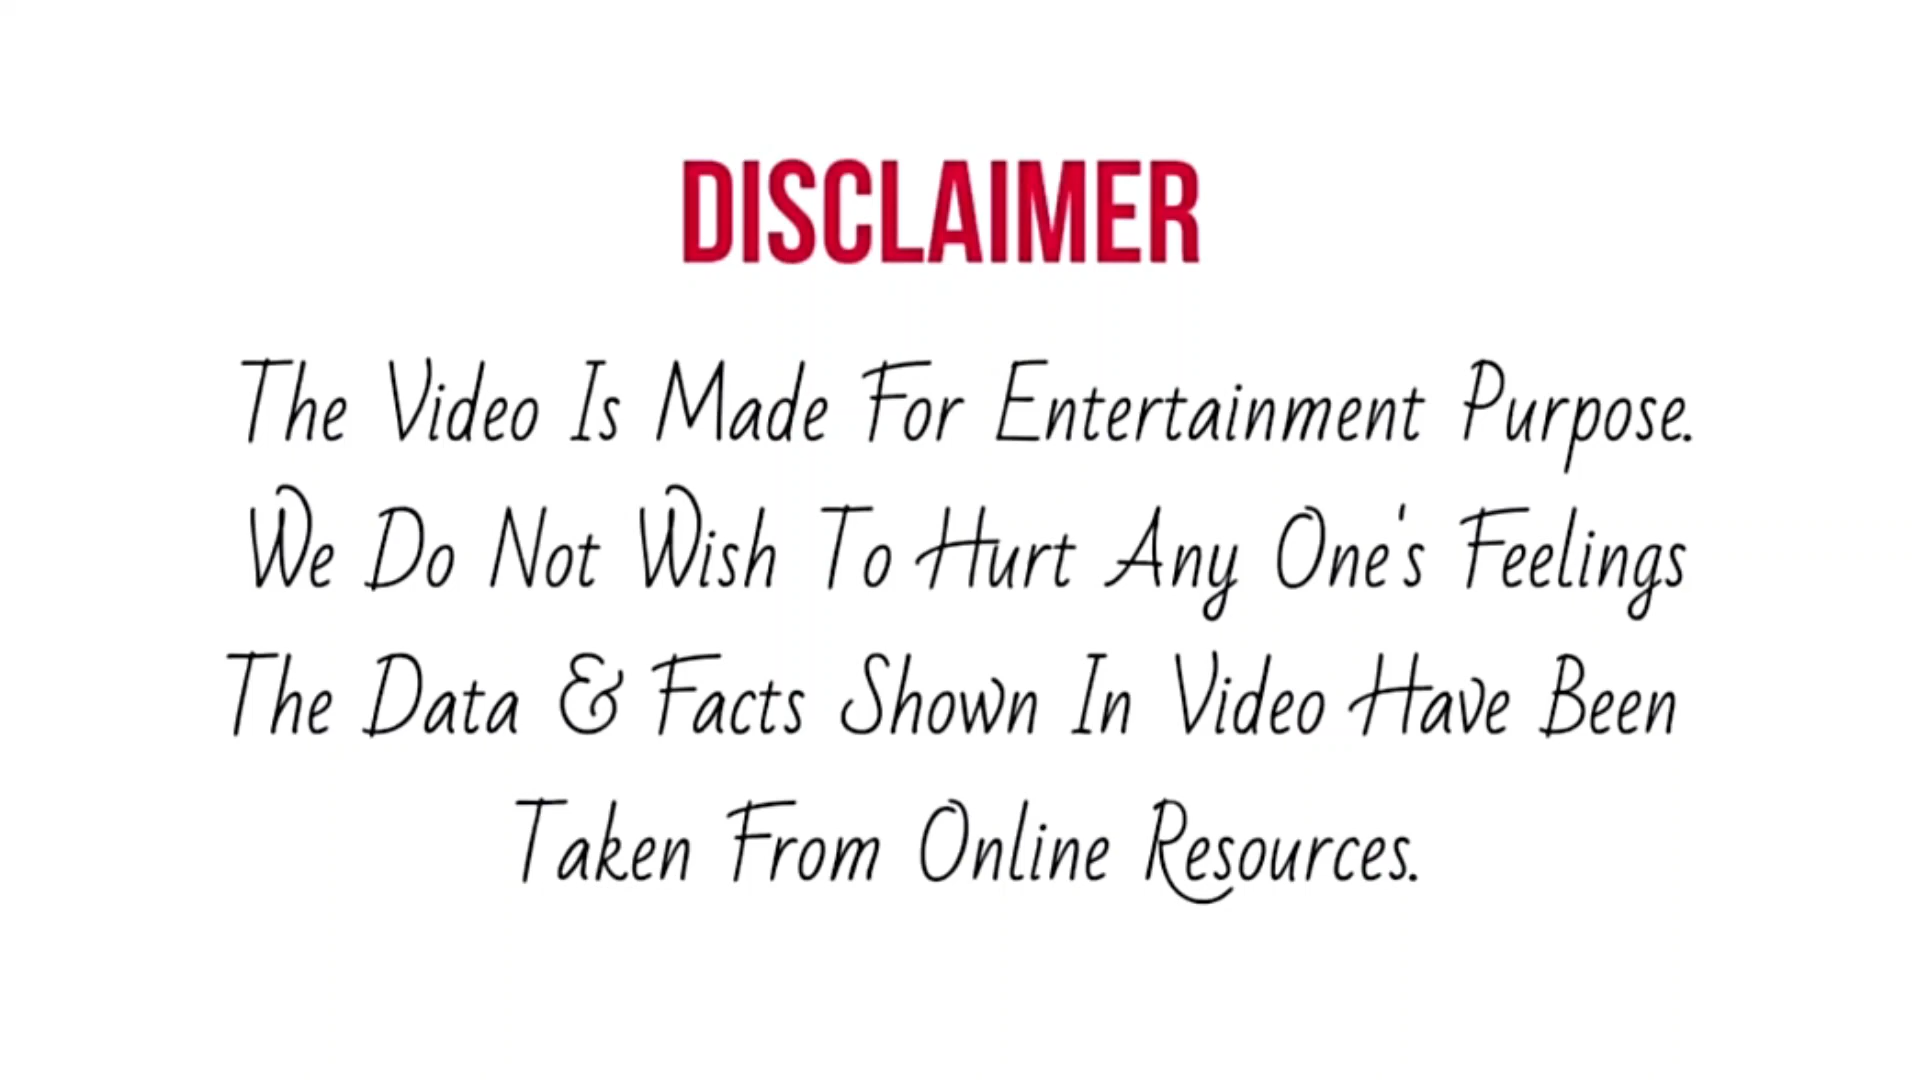 DISCLAIMER
The Video Is Made For Entertainment Purpose.
We Do Not Wish To Hurt Any One's Feelings
The Data & Facts Shown In Video Have Been
Taken From Online Resources.